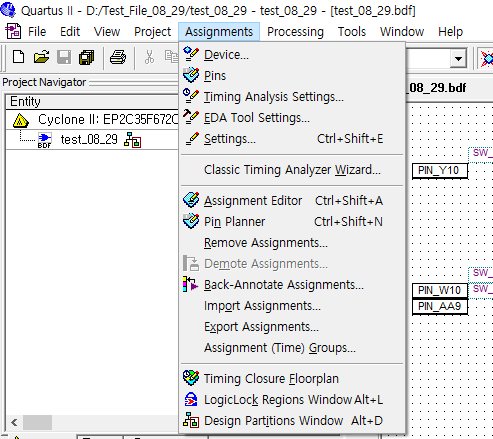 Quartus II - D:/Test_File_08_29/test_08_29 - test_08_29 - [test_08_29.bdf]
File Edit View Project Assignments Processing Tools Window Help
Project Navigator
Entity
Cyclone II: EP2C35F672C
BDF test_08_29
Device...
Pins
Timing Analysis Settings...
EDA Tool Settings...
Settings... Ctrl+Shift+E
Classic Timing Analyzer Wizard...
Assignment Editor Ctrl+Shift+A
Pin Planner Ctrl+Shift+N
Remove Assignments...
Demote Assignments...
Back-Annotate Assignments...
Import Assignments...
Export Assignments...
Assignment (Time) Groups...
Timing Closure Floorplan
LogicLock Regions Window Alt+L
Design Partitions Window Alt+D
_08_29.bdf
SW_
PIN_Y10
SW_
PIN_W10 SW_
PIN_AA9